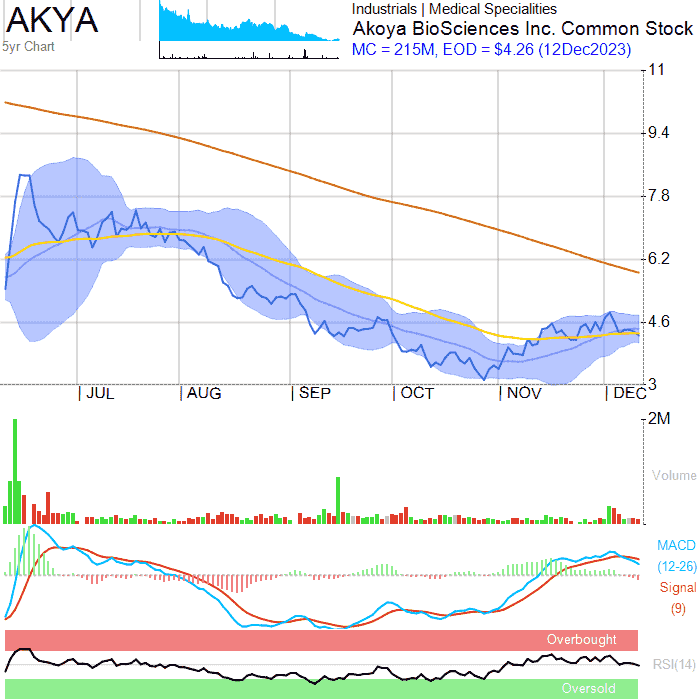 AKYA
5yr Chart
Industrials | Medical Specialities
Akoya BioSciences Inc. Common Stock
MC = 215M, EOD = $4.26 (12Dec2023)
11
9.4
7.8
6.2
4.6
3
JUL AUG SEP OCT NOV DEC
2M
Volume
MACD
(12-26)
Signal
(9)
Overbought
RSI(14)
Oversold